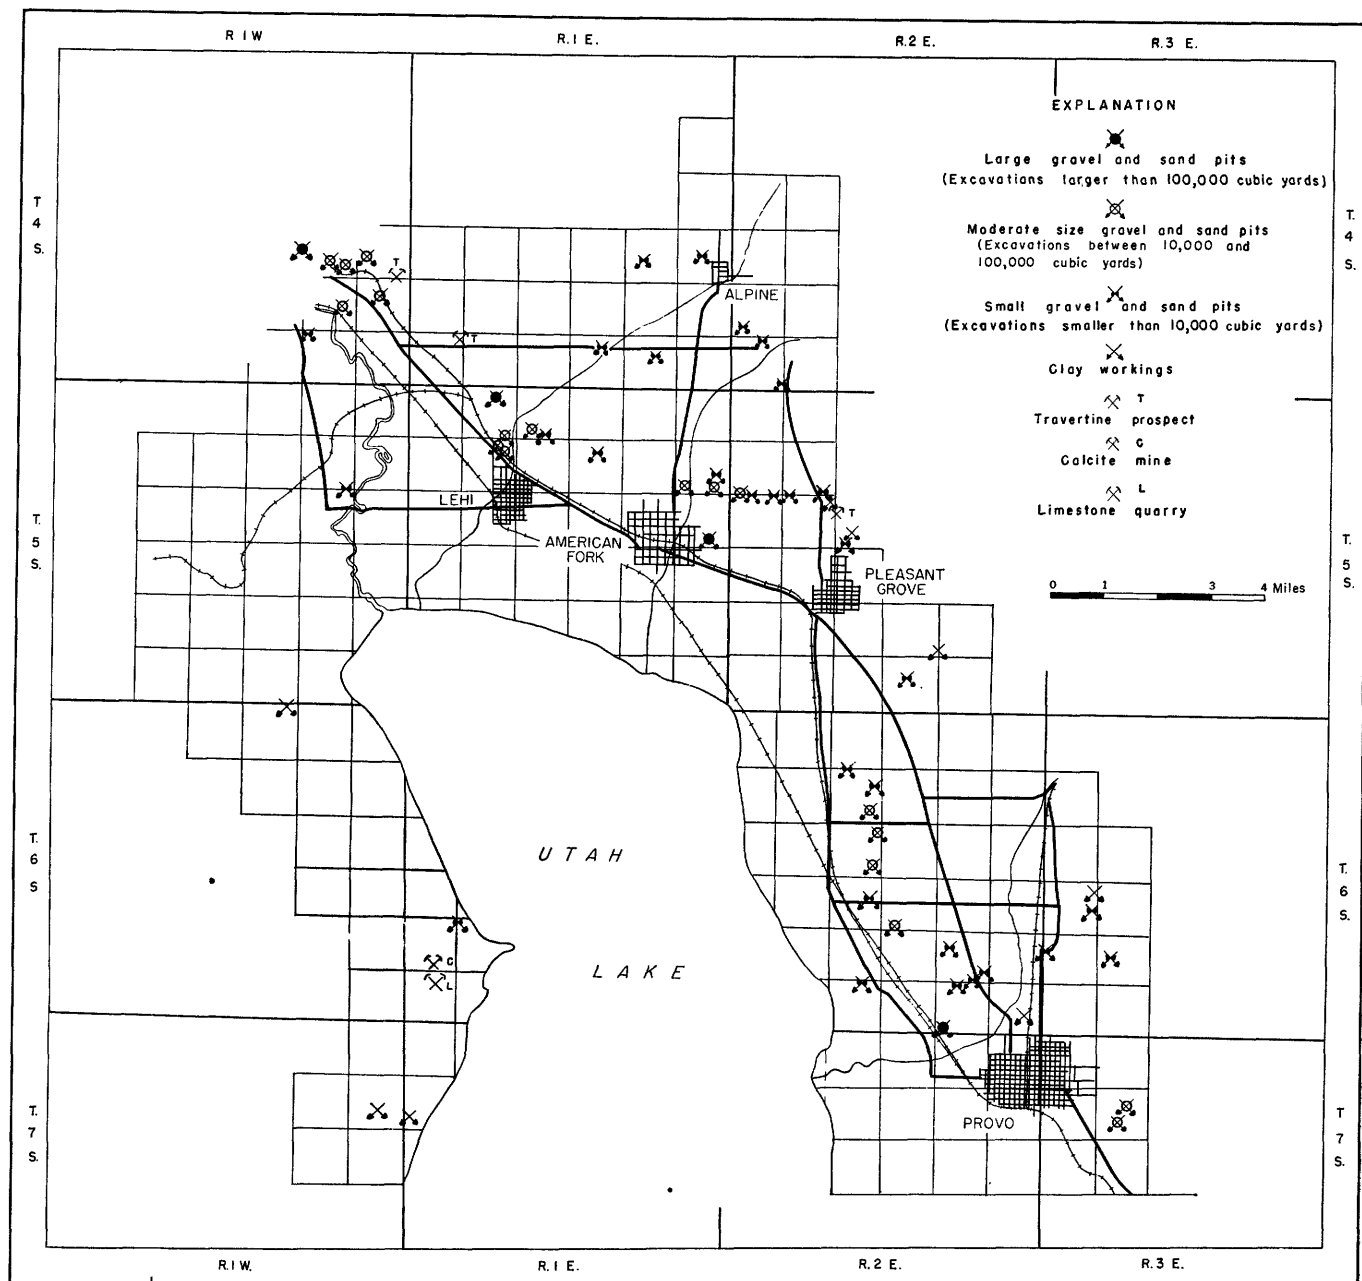 R 1 W
R. 1 E.
R. 2 E.
R. 3 E.
EXPLANATION
Large gravel and sand pits
(Excavations larger than 100,000 cubic yards)
Moderate size gravel and sand pits
(Excavations between 10,000 and
100,000 cubic yards)
Small gravel and sand pits
(Excavations smaller than 10,000 cubic yards)
Clay workings
T
Travertine prospect
C
Calcite mine
L
Limestone quarry
0 1 3 4 Miles
T
4
S.
T.
4
S.
T
T
ALPINE
LEHI
AMERICAN
FORK
T
PLEASANT
GROVE
T.
5
S.
T.
5
S.
UTAH
LAKE
C
L
T.
6
S
T.
6
S.
PROVO
T.
7
S.
T
7
S.
R. 1 W.
R. 1 E.
R. 2 E.
R. 3 E.